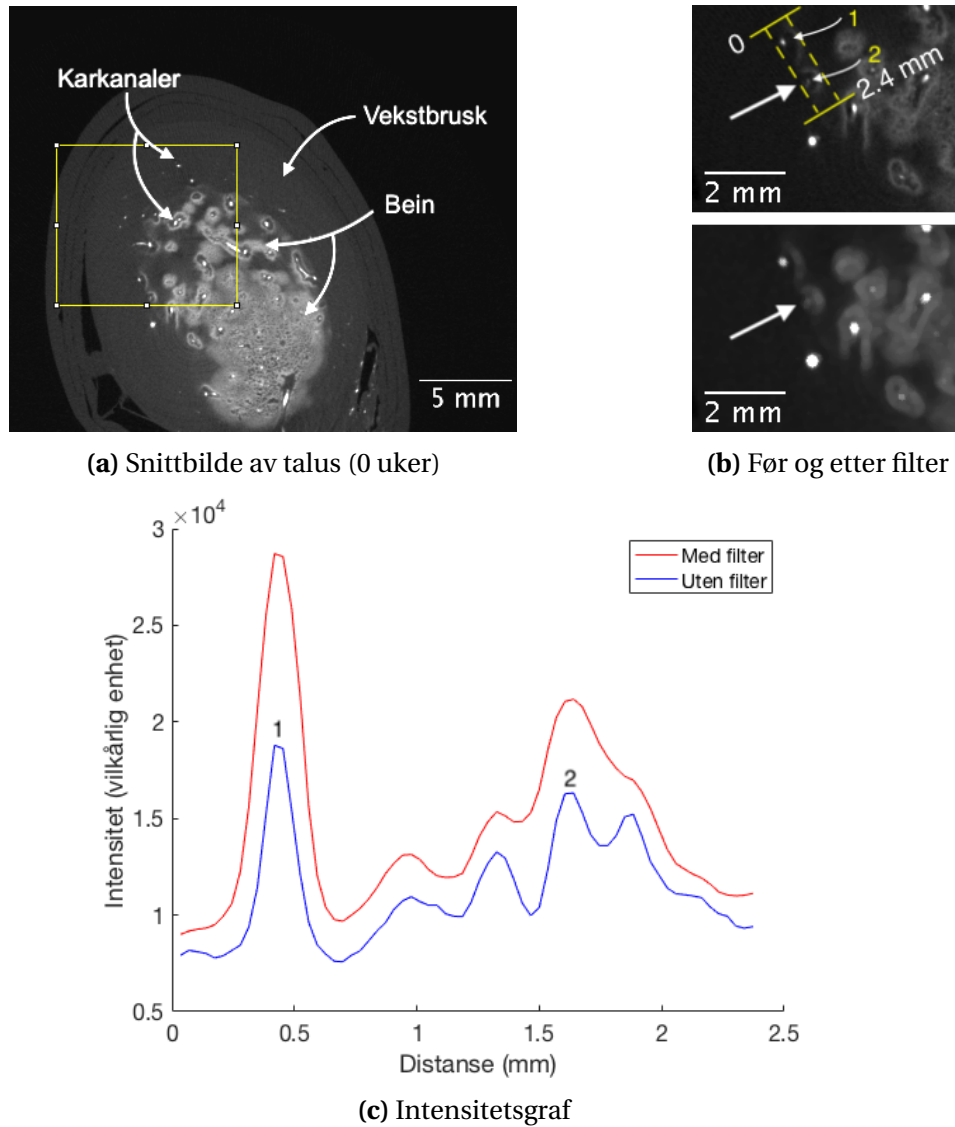 Karkanaler
Vekstbrusk
Bein
5 mm
(a) Snittbilde av talus (0 uker)
0
1
2
2.4 mm
2 mm
2 mm
(b) Før og etter filter
×10⁴
3
2.5
2
1.5
1
0.5
Intensitet (vilkårlig enhet)
Med filter
Uten filter
1
2
0 0.5 1 1.5 2 2.5
Distanse (mm)
(c) Intensitetsgraf